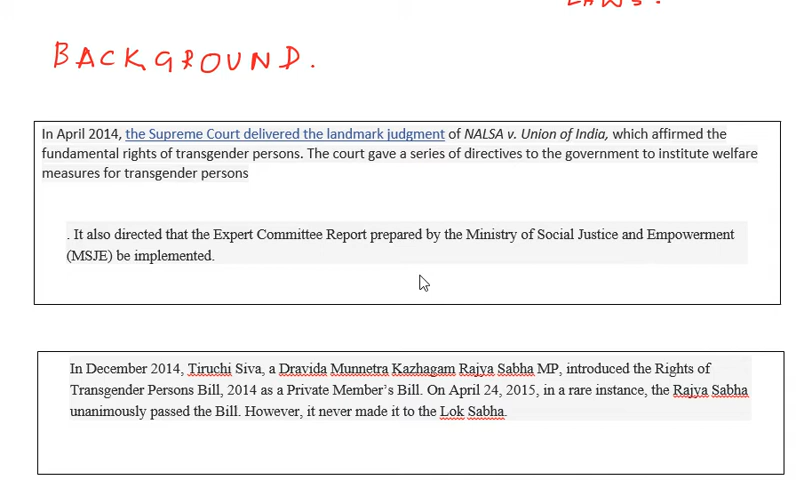 LAWS.
BACKGROUND.
In April 2014, the Supreme Court delivered the landmark judgment of NALSA v. Union of India, which affirmed the
fundamental rights of transgender persons. The court gave a series of directives to the government to institute welfare
measures for transgender persons
. It also directed that the Expert Committee Report prepared by the Ministry of Social Justice and Empowerment
(MSJE) be implemented.
In December 2014, Tiruchi Siva, a Dravida Munnetra Kazhagam Rajya Sabha MP, introduced the Rights of
Transgender Persons Bill, 2014 as a Private Member’s Bill. On April 24, 2015, in a rare instance, the Rajya Sabha
unanimously passed the Bill. However, it never made it to the Lok Sabha.